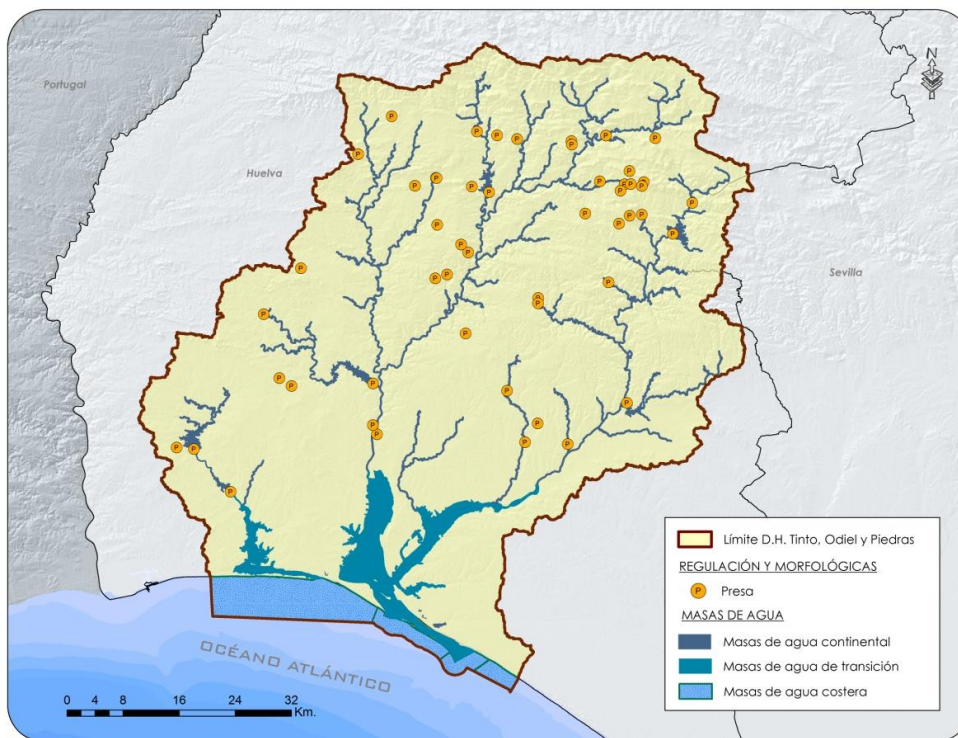 N
Portugal
Huelva
Sevilla
OCÉANO ATLÁNTICO
0 4 8 16 24 32
Km.
Límite D.H. Tinto, Odiel y Piedras
REGULACIÓN Y MORFOLÓGICAS
P Presa
MASAS DE AGUA
Masas de agua continental
Masas de agua de transición
Masas de agua costera